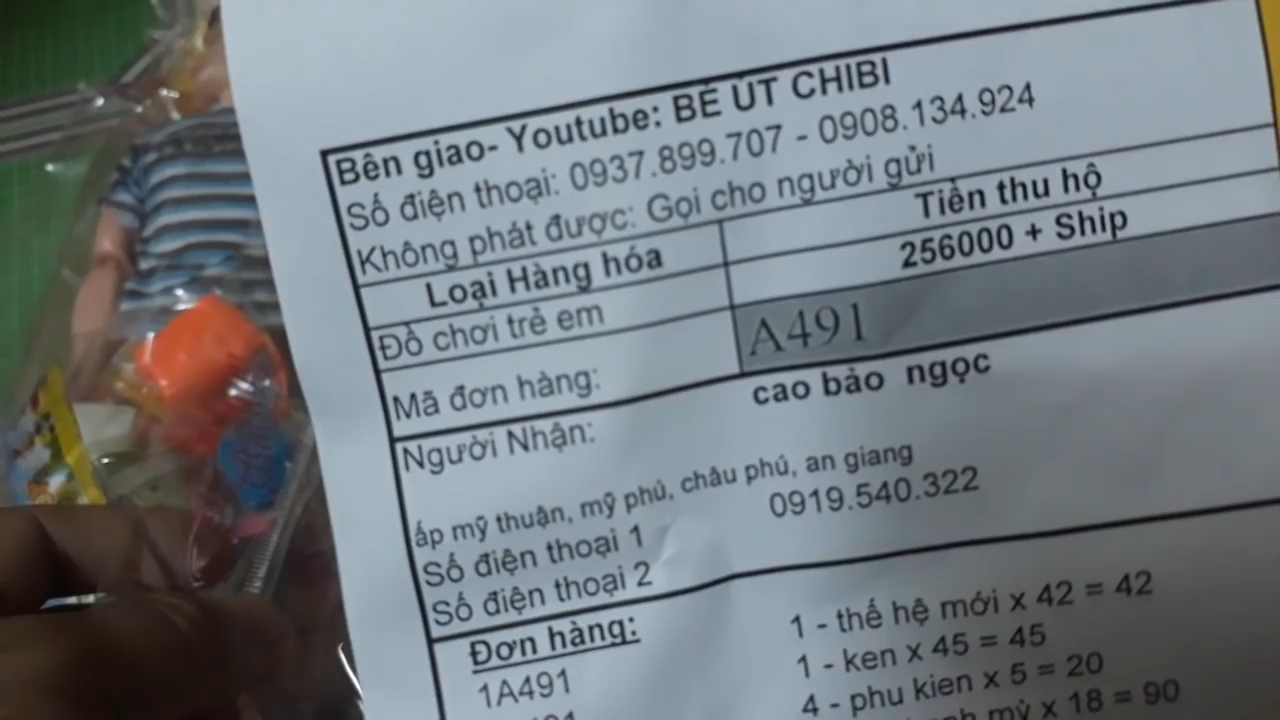 Bên giao- Youtube: BÉ ÚT CHIBI
Số điện thoại: 0937.899.707 - 0908.134.924
Không phát được: Gọi cho người gửi
Loại Hàng hóa Tiền thu hộ
Đồ chơi trẻ em 256000 + Ship
Mã đơn hàng: A491
Người Nhận: cao bảo ngọc
ấp mỹ thuận, mỹ phú, châu phú, an giang
Số điện thoại 1 0919.540.322
Số điện thoại 2
Đơn hàng:
1A491 1 - thế hệ mới x 42 = 42
1 - ken x 45 = 45
4 - phu kien x 5 = 20
mỳ x 18 = 90